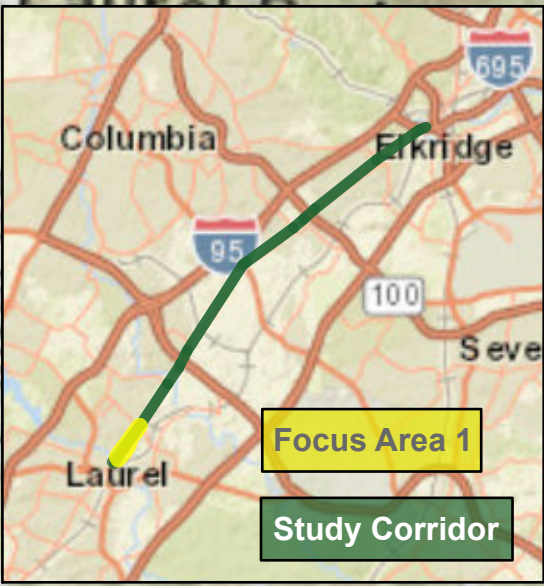 695
Columbia
Elkridge
95
100
Seve
Focus Area 1
Laurel
Study Corridor